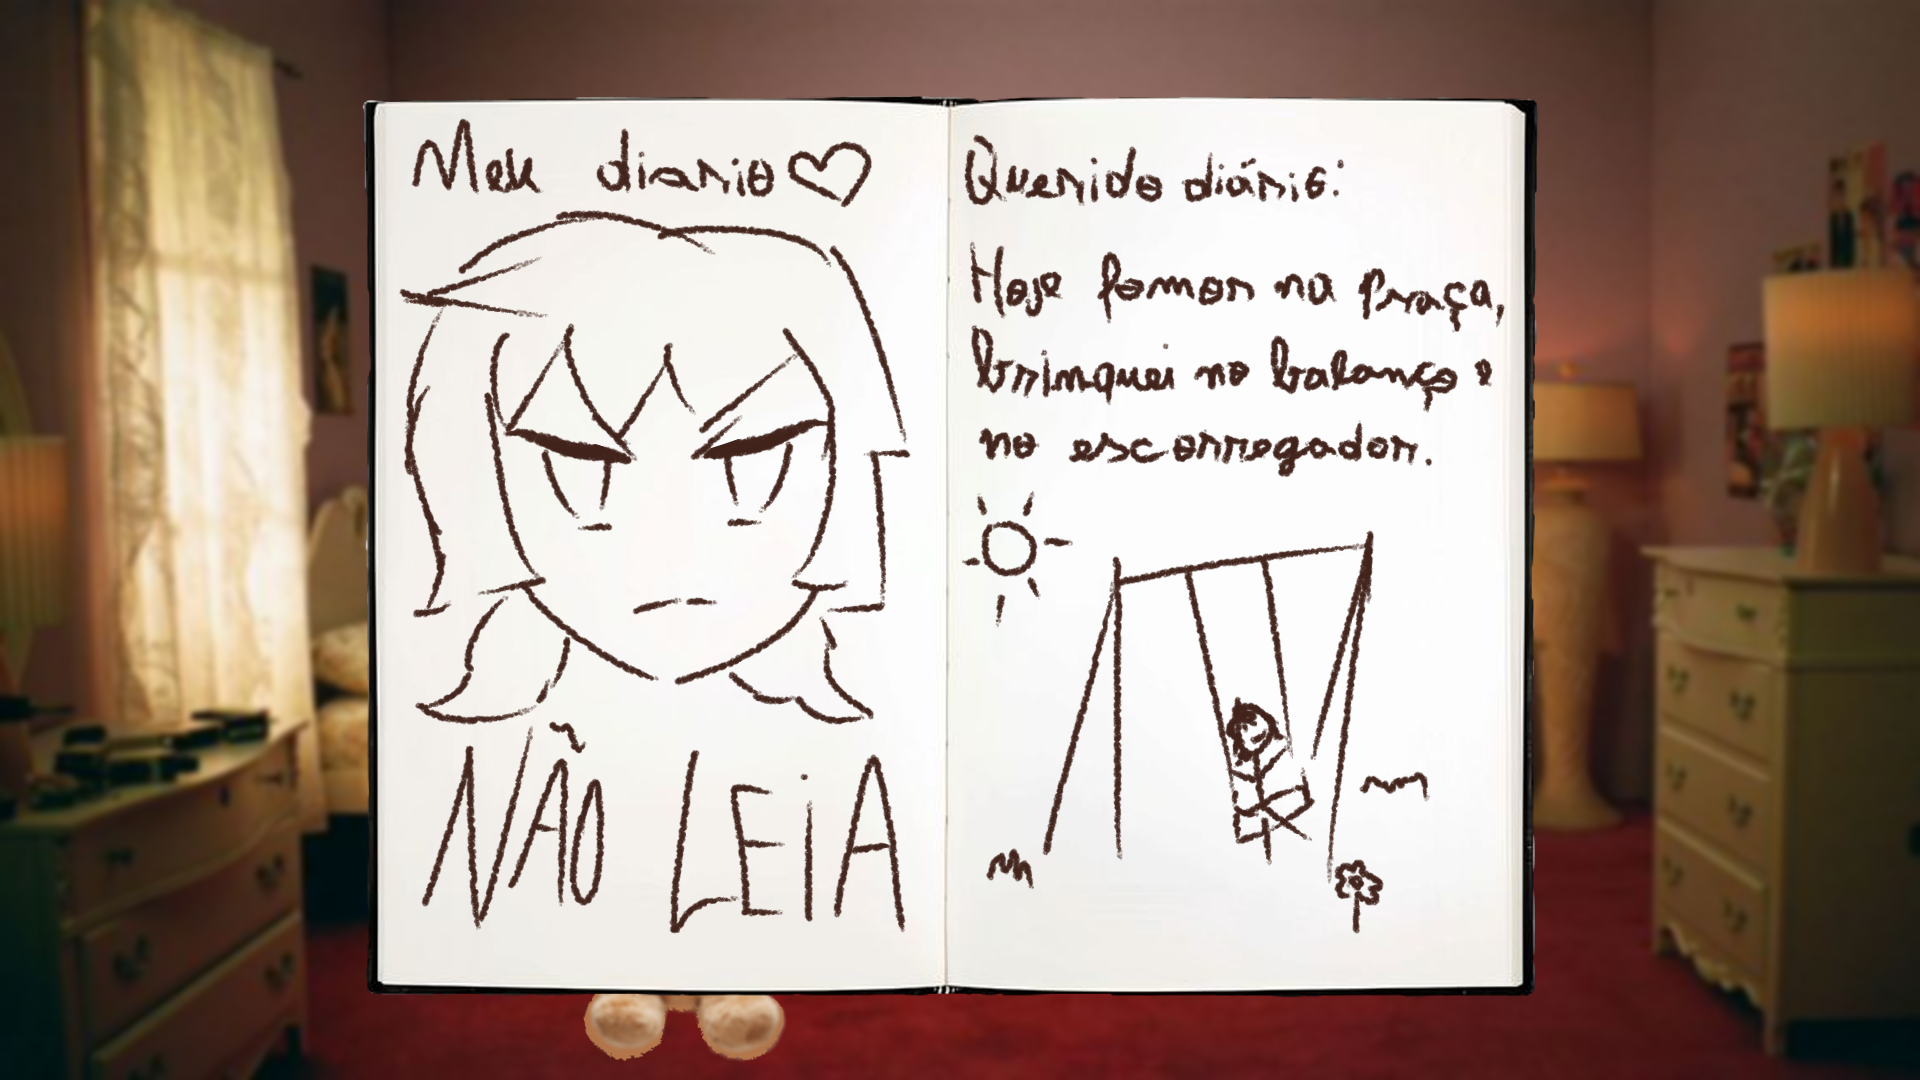 Meu diario
NÃO LEiA
Querido diário:
Hoje fomos na praça,
brinquei no balanço e
no escorregador.